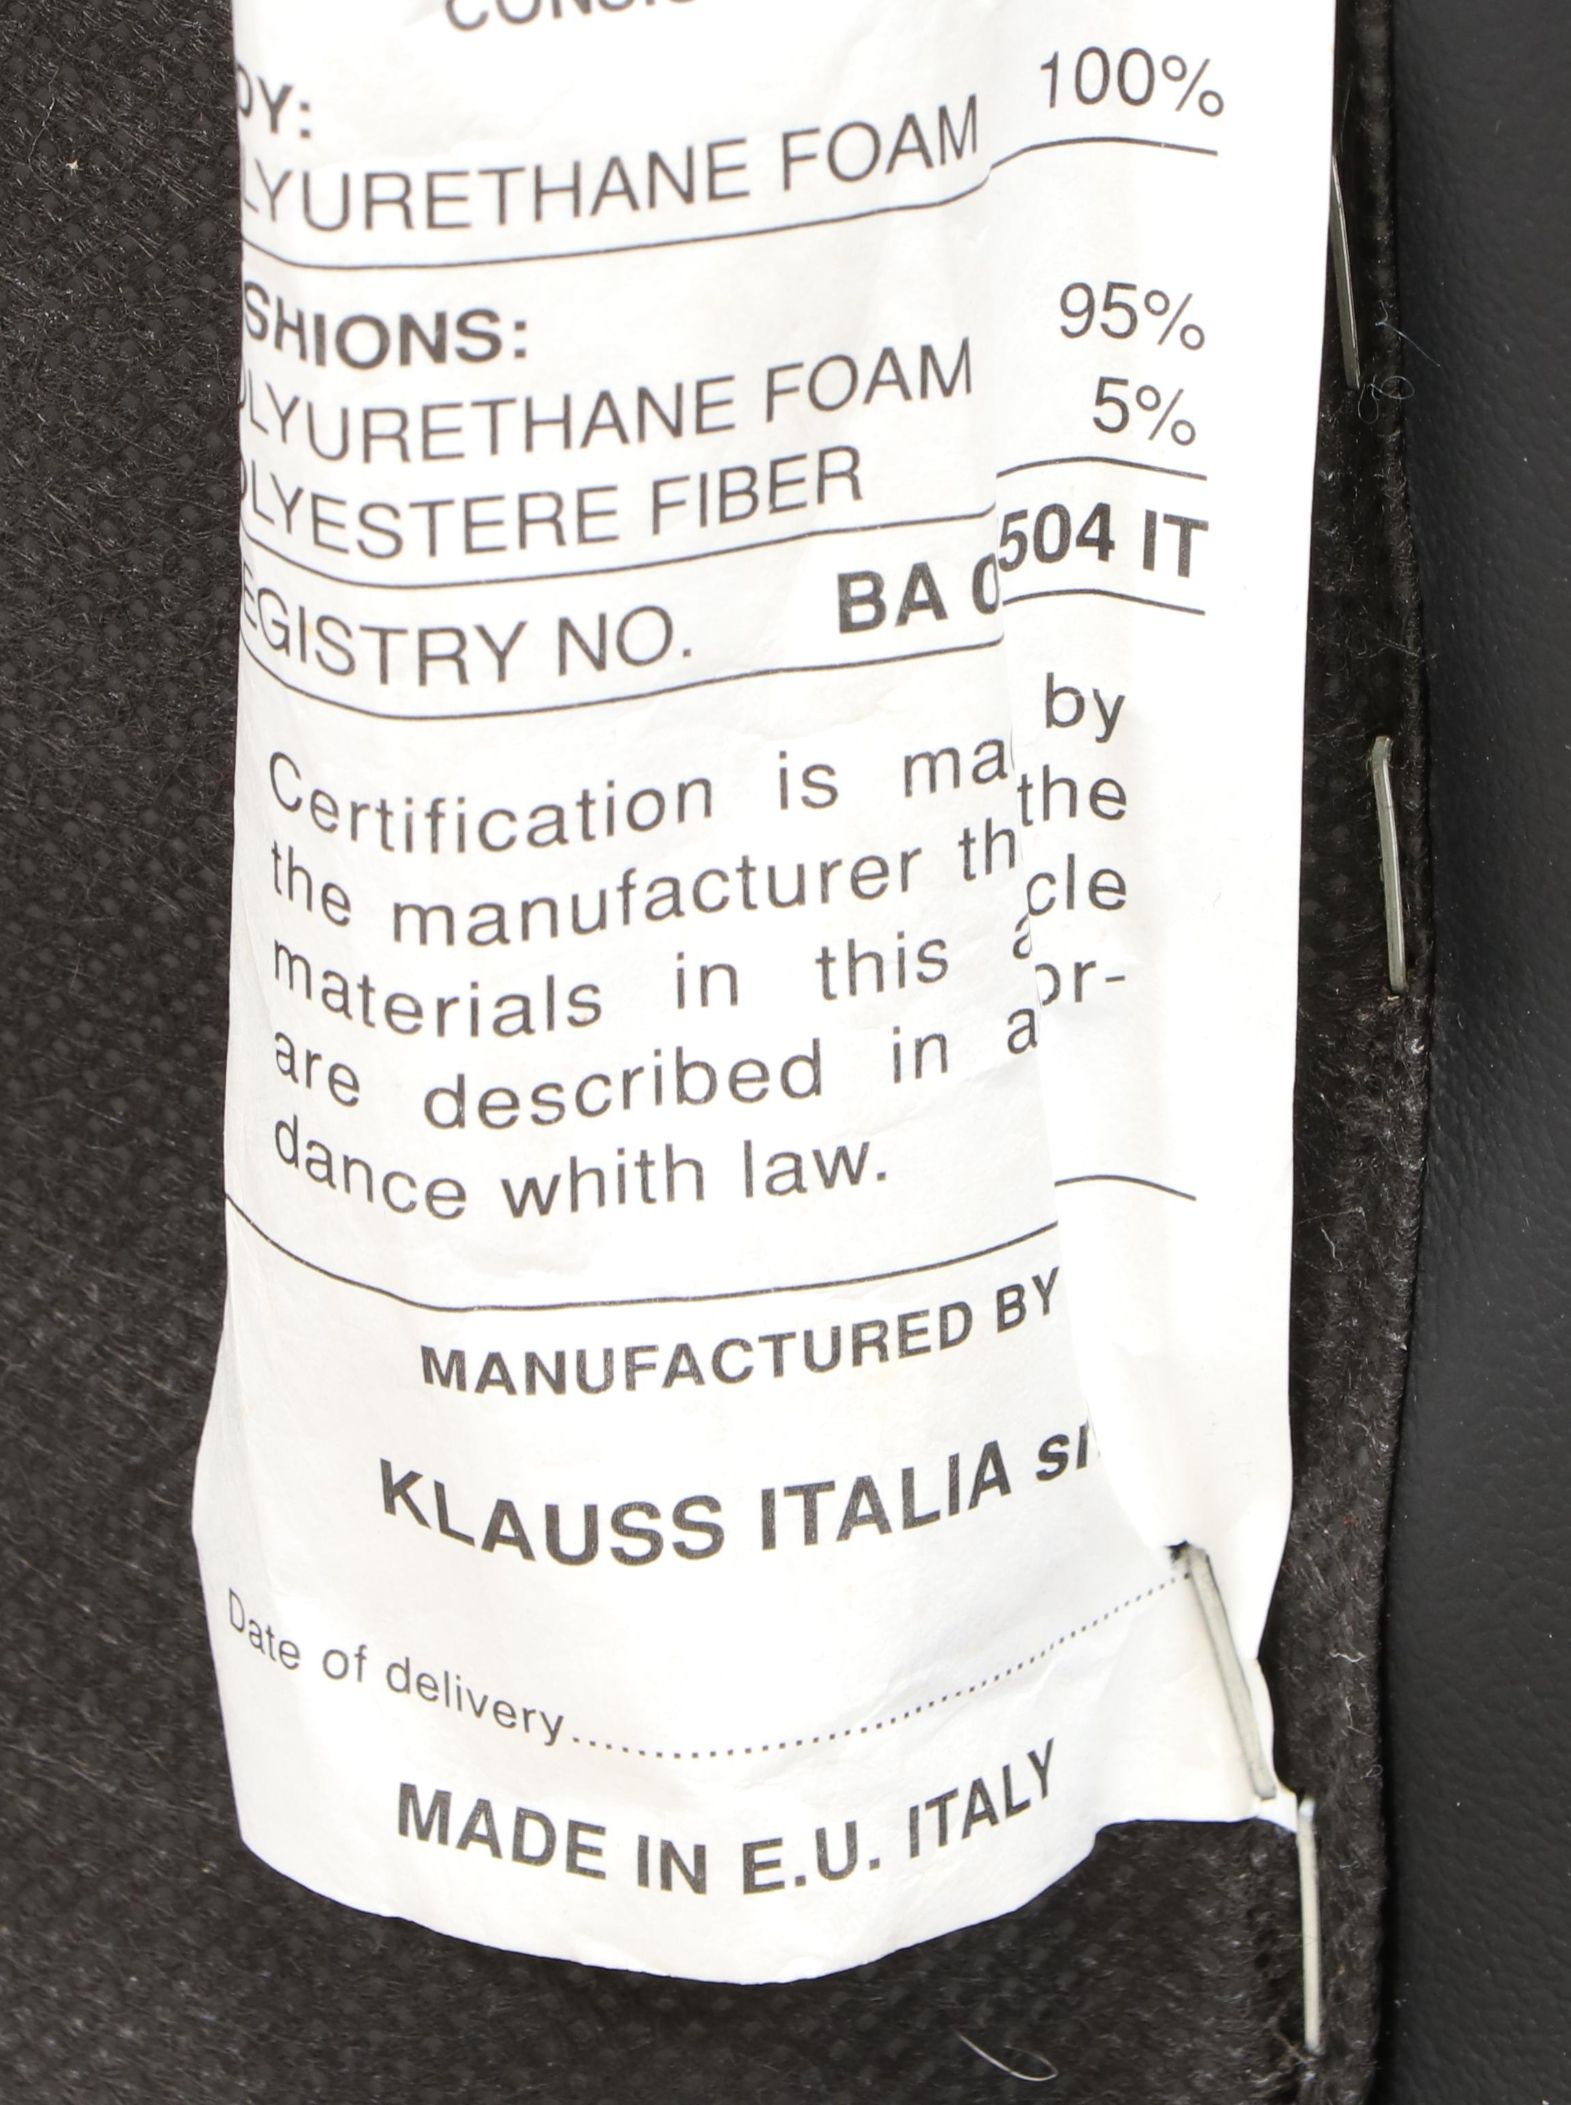 DY: 100%
LYURETHANE FOAM
SHIONS: 95%
LYURETHANE FOAM 5%
LYESTERE FIBER
EGISTRY NO. BA 0504 IT
Certification is ma by
the manufacturer th the
materials in this a cle
are described in a or-
dance whith law.
MANUFACTURED BY
KLAUSS ITALIA
Date of delivery
MADE IN E.U. ITALY